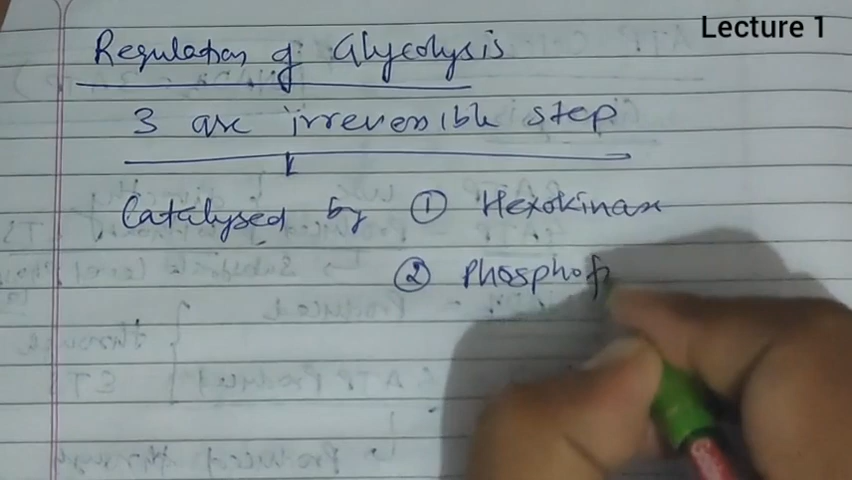 Lecture 1
Regulation of Glycolysis
3 are irreversible step
Catalysed by ① Hexokinase
② Phosphof